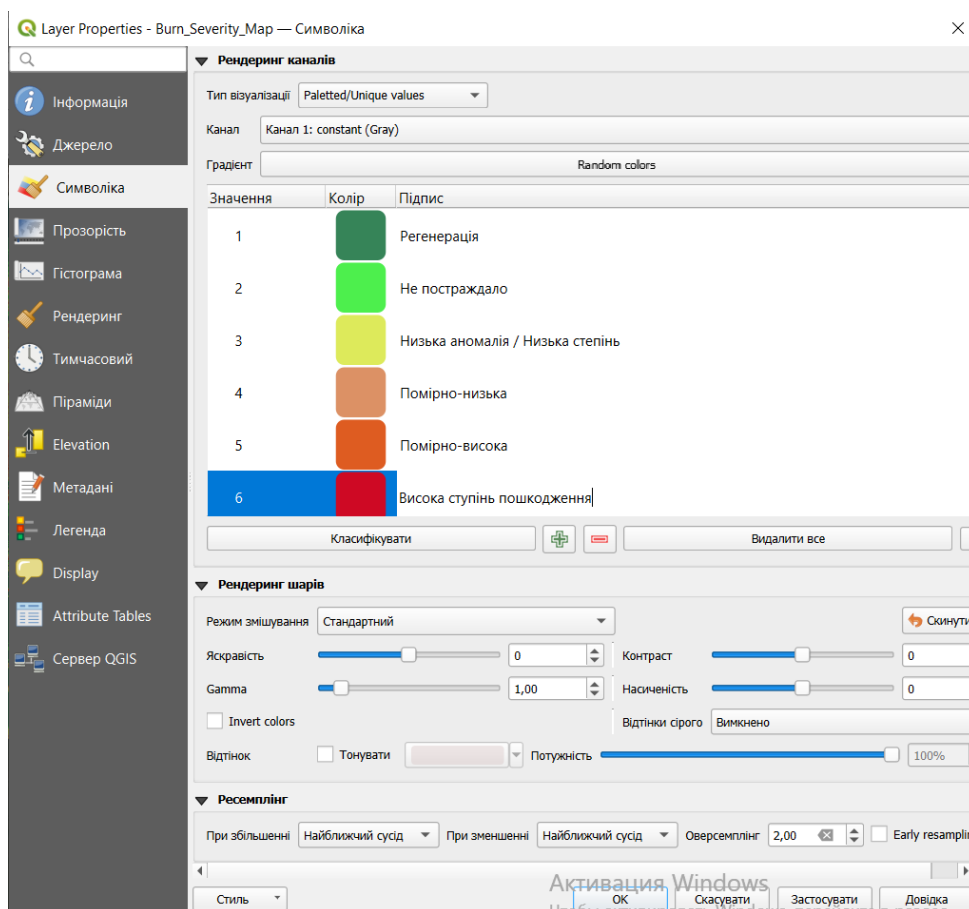 Layer Properties - Burn_Severity_Map — Символіка
Інформація
Джерело
Символіка
Прозорість
Гістограма
Рендеринг
Тимчасовий
Піраміди
Elevation
Метадані
Легенда
Display
Attribute Tables
Сервер QGIS
Рендеринг каналів
Тип візуалізації Paletted/Unique values
Канал Канал 1: constant (Gray)
Градієнт Random colors
Значення Колір Підпис
1 Регенерація
2 Не постраждало
3 Низька аномалія / Низька степінь
4 Помірно-низька
5 Помірно-висока
6 Висока ступінь пошкодження
Класифікувати Видалити все
Рендеринг шарів
Режим змішування Стандартний Скинути
Яскравість 0 Контраст 0
Gamma 1,00 Насиченість 0
Invert colors Відтінки сірого Вимкнено
Відтінок Тонувати Потужність 100%
Ресемплінг
При збільшенні Найближчий сусід При зменшенні Найближчий сусід Оверсемплінг 2,00 Early resamplin
Активация Windows
Стиль OK Скасувати Застосувати Довідка